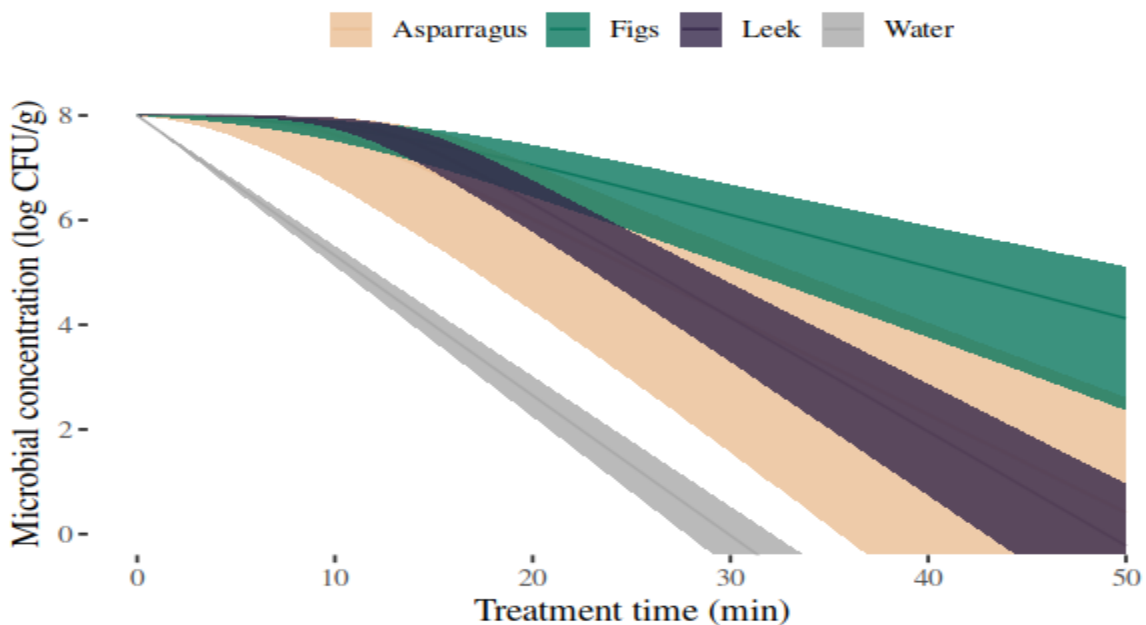 Asparragus Figs Leek Water
Microbial concentration (log CFU/g)
8
6
4
2
0
0 10 20 30 40 50
Treatment time (min)